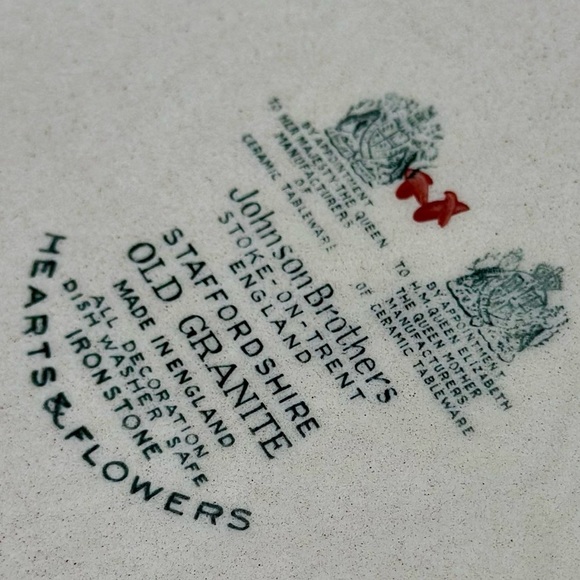 BY APPOINTMENT
TO HER MAJESTY THE QUEEN
MANUFACTURERS
OF
CERAMIC TABLEWARE
BY APPOINTMENT
TO H.M. QUEEN ELIZABETH
THE QUEEN MOTHER
MANUFACTURERS
OF CERAMIC TABLEWARE
Johnson Brothers
STOKE-ON-TRENT
ENGLAND
STAFFORDSHIRE
OLD GRANITE
MADE IN ENGLAND
ALL DECORATION
DISH WASHER SAFE
IRONSTONE
HEARTS & FLOWERS